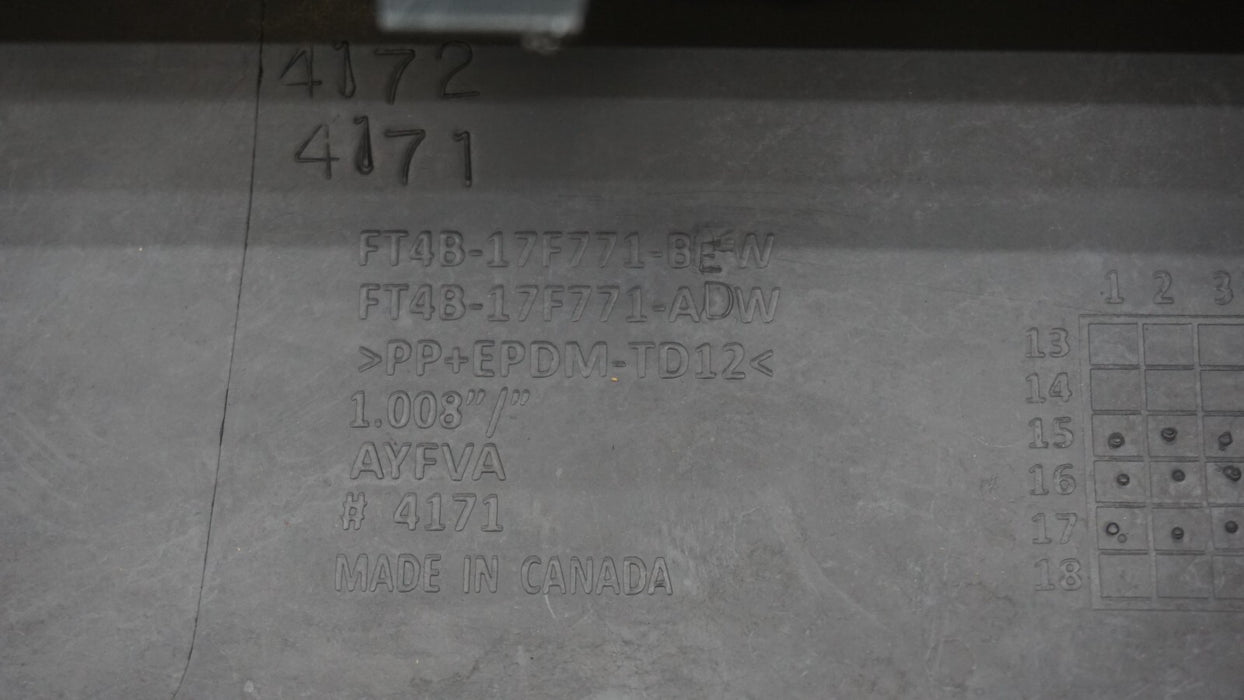 4172
4171
FT4B-17F771-BEW
FT4B-17F771-ADW
>PP+EPDM-TD12<
1.008"/"
AYFVA
# 4171
MADE IN CANADA
1 2 3
13
14
15
16
17
18